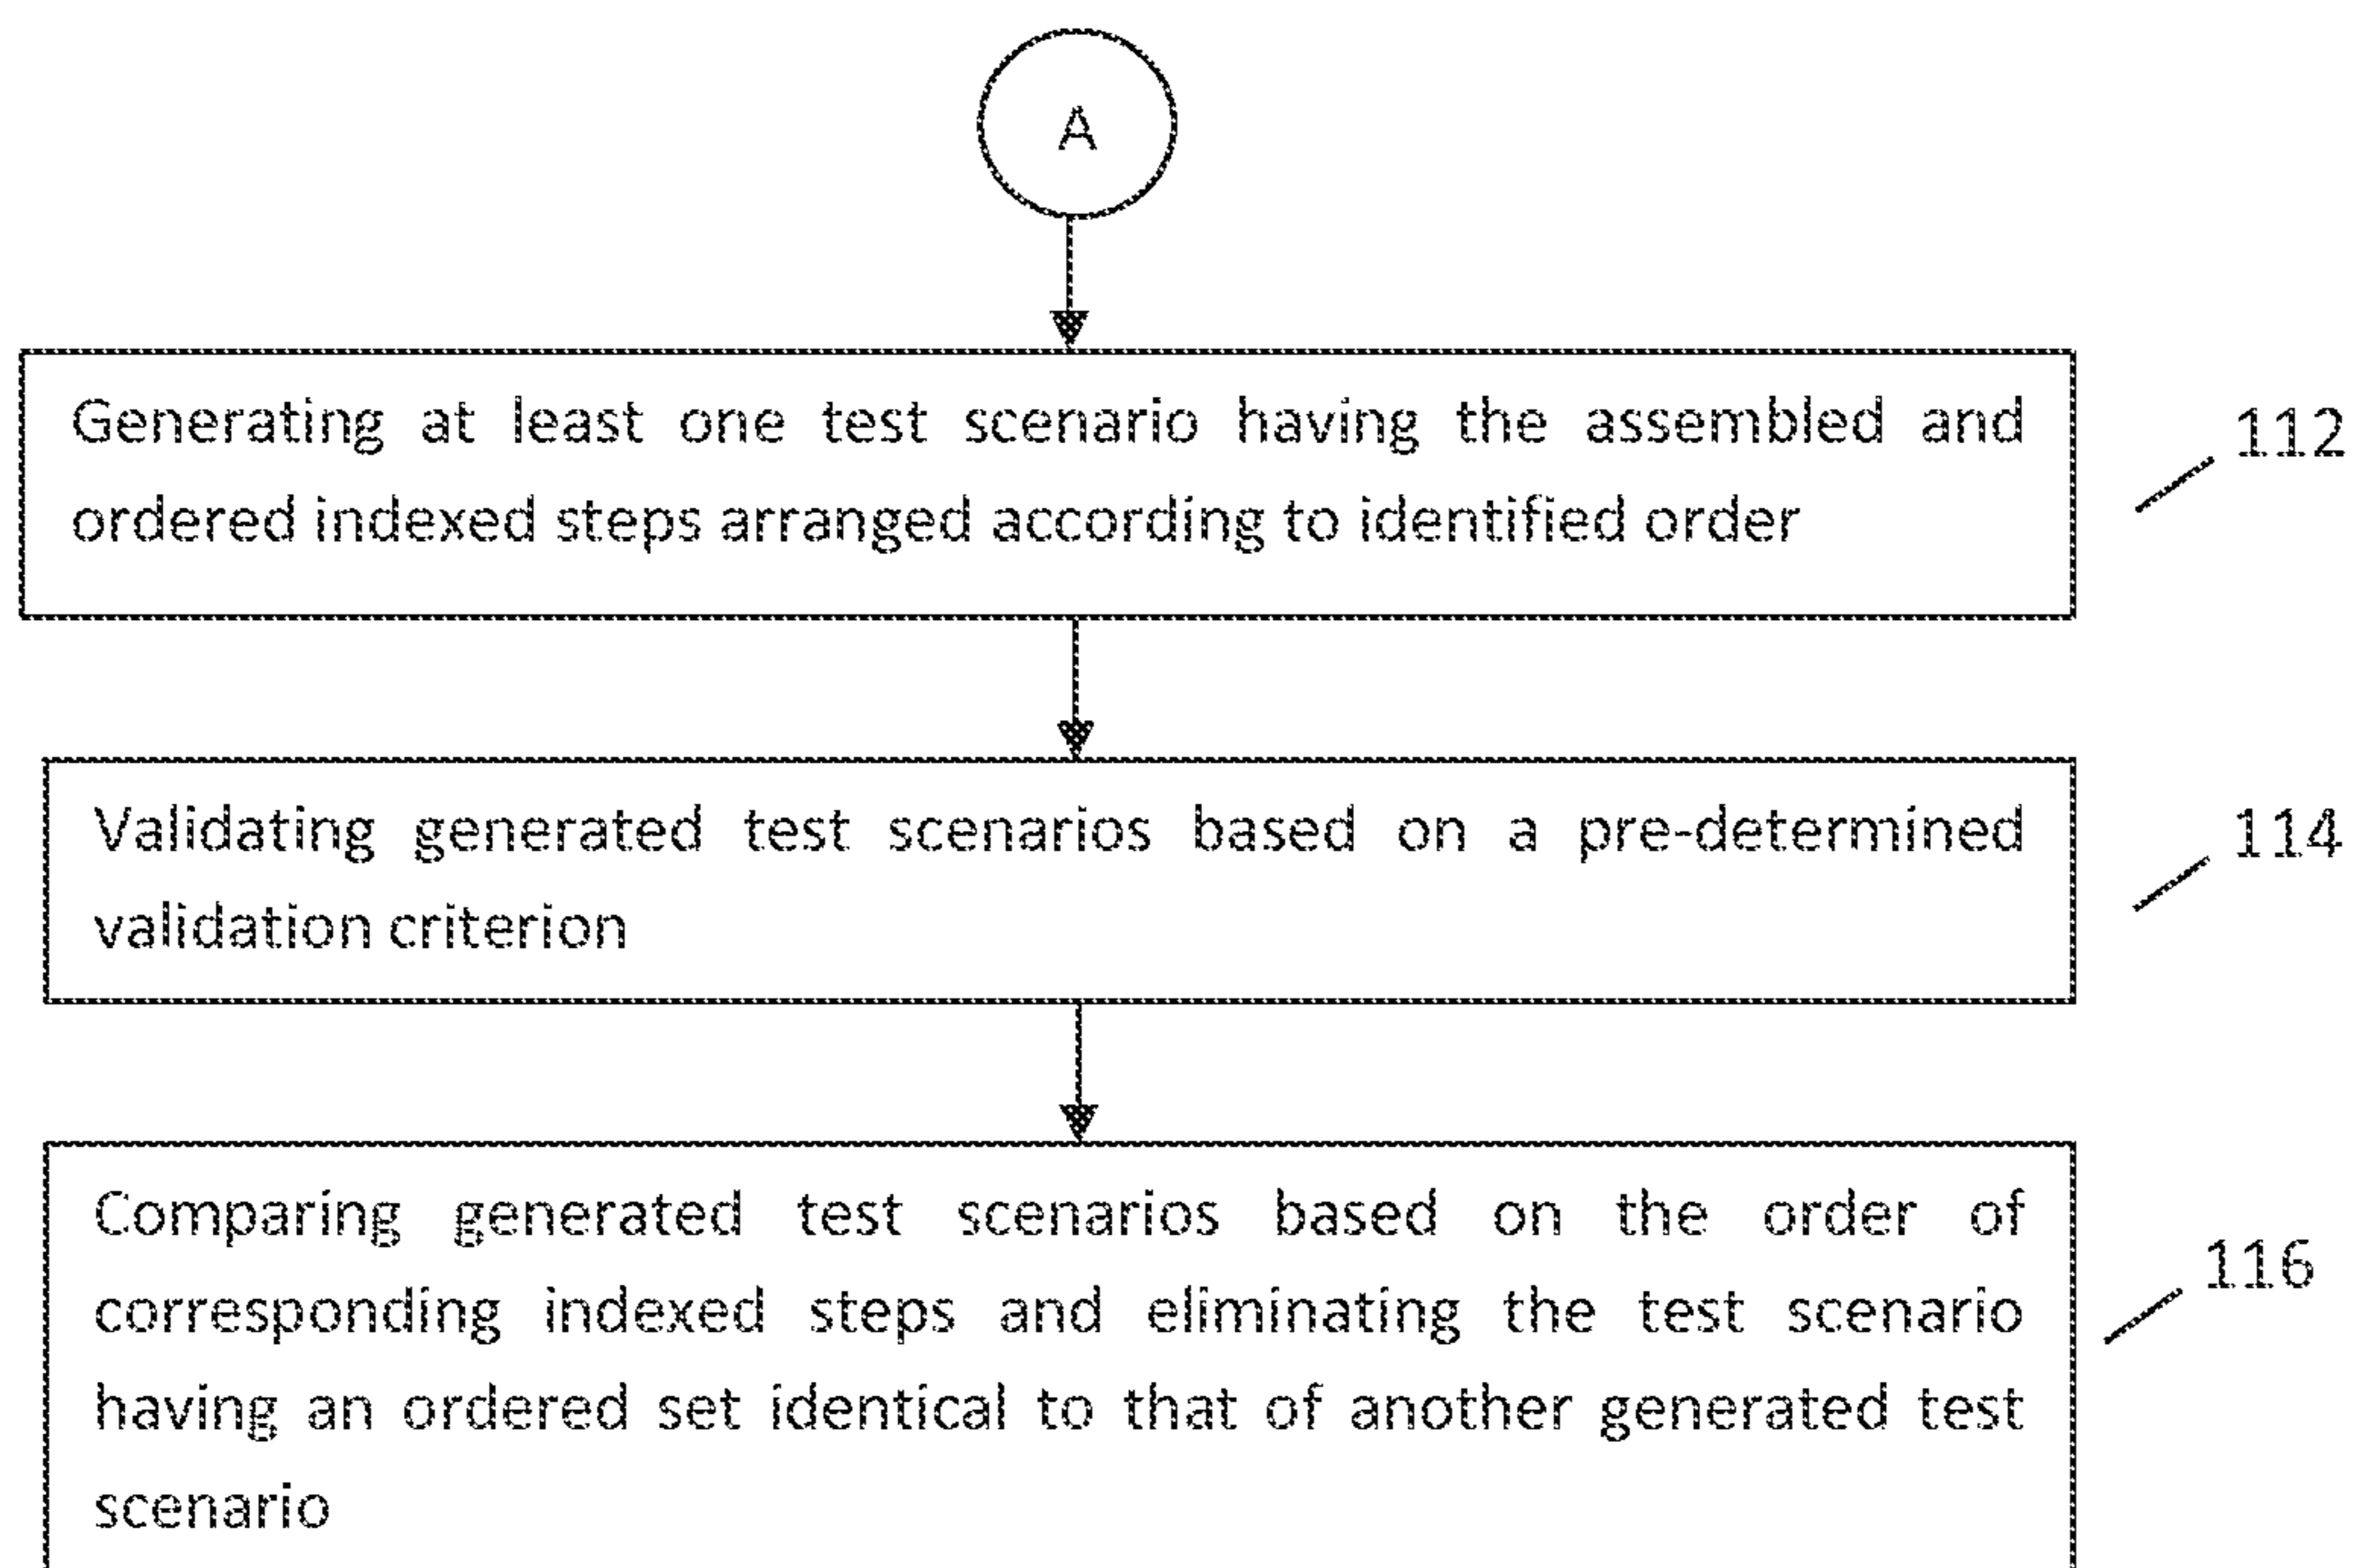 A
Generating at least one test scenario having the assembled and
ordered indexed steps arranged according to identified order
112
Validating generated test scenarios based on a pre-determined
validation criterion
114
Comparing generated test scenarios based on the order of
corresponding indexed steps and eliminating the test scenario
having an ordered set identical to that of another generated test
scenario
116